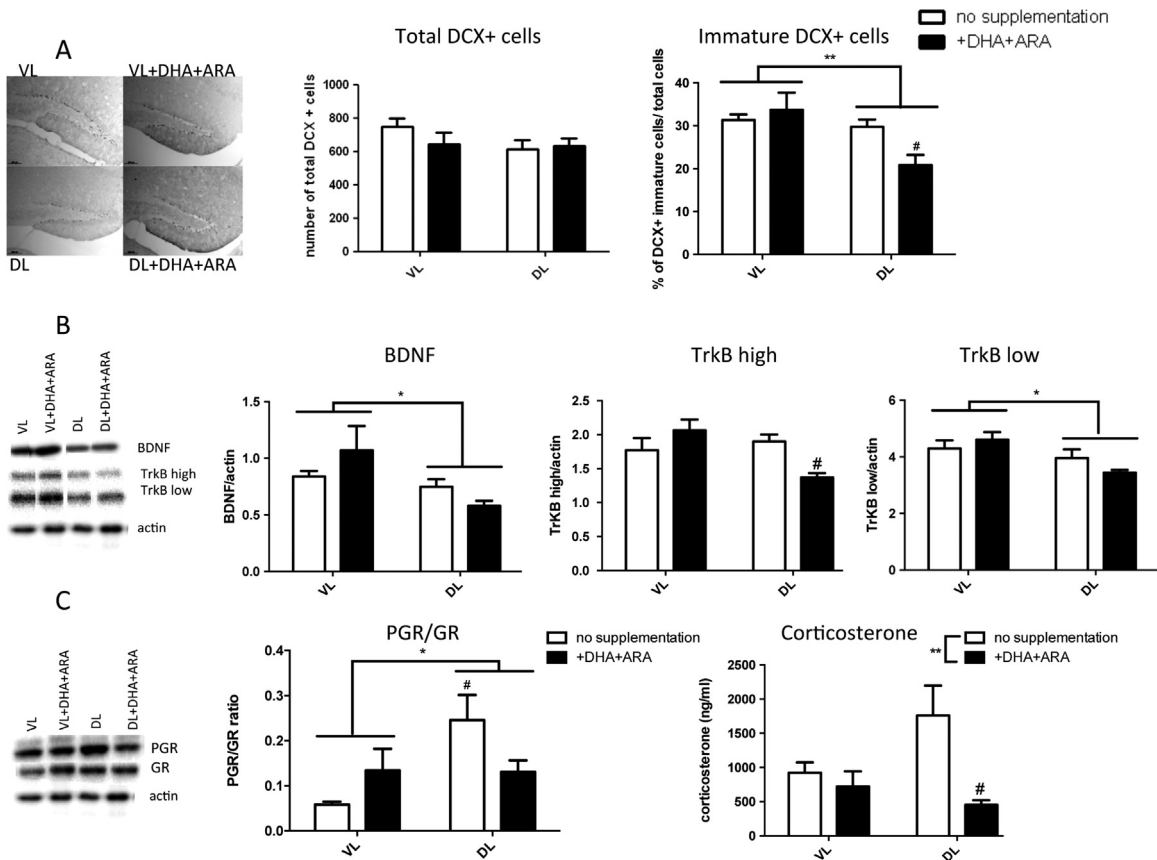 A
VL
VL+DHA+ARA
DL
DL+DHA+ARA
Total DCX+ cells
number of total DCX + cells
1000
800
600
400
200
0
VL
DL
Immature DCX+ cells
no supplementation
+DHA+ARA
% of DCX+ immature cells/ total cells
40
30
20
10
0
**
#
VL
DL
B
VL
VL+DHA+ARA
DL
DL+DHA+ARA
BDNF
TrkB high
TrkB low
actin
BDNF
BDNF/actin
1.5
1.0
0.5
0.0
*
VL
DL
TrkB high
TrKB high/actin
2.5
2.0
1.5
1.0
0.5
0.0
#
VL
DL
TrkB low
TrKB low/actin
6
4
2
0
*
VL
DL
C
VL
VL+DHA+ARA
DL
DL+DHA+ARA
PGR
GR
actin
PGR/GR
no supplementation
+DHA+ARA
PGR/GR ratio
0.4
0.3
0.2
0.1
0.0
*
#
VL
DL
Corticosterone
no supplementation
**
+DHA+ARA
corticosterone (ng/ml)
2500
2000
1500
1000
500
0
#
VL
DL